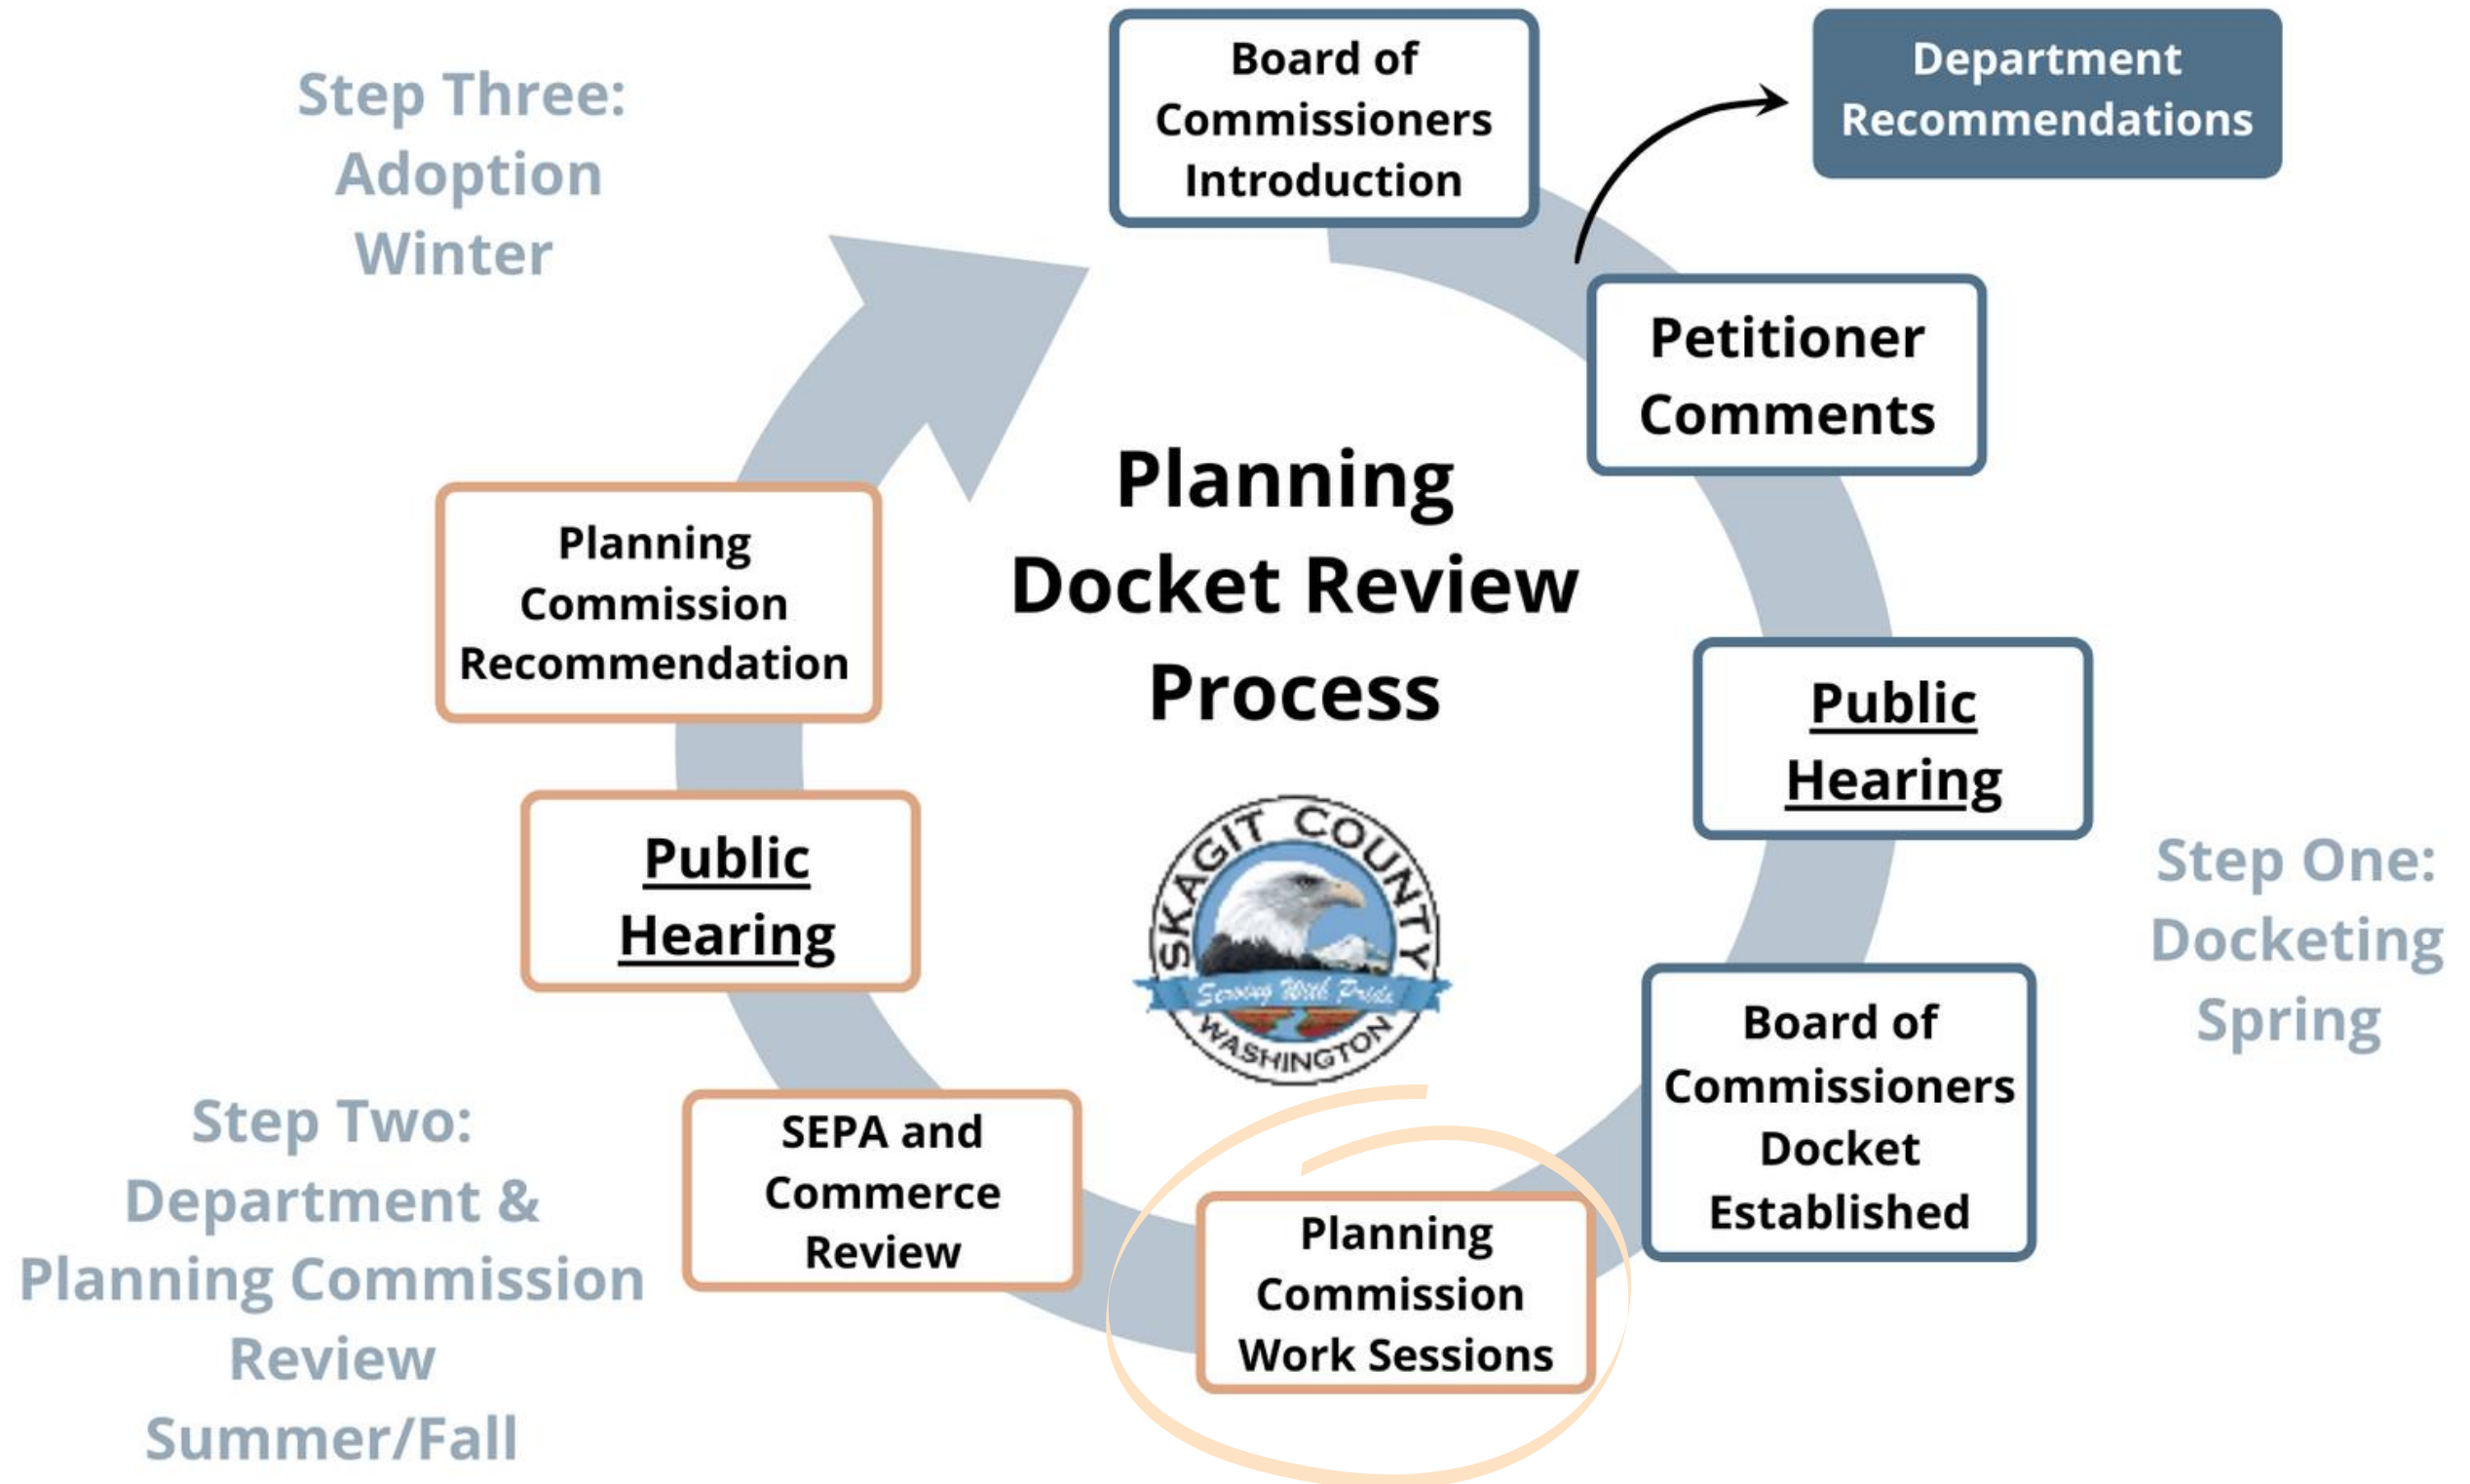 Board of
Commissioners
Introduction
Department
Recommendations
Petitioner
Comments
Public
Hearing
Step One:
Docketing
Spring
Board of
Commissioners
Docket
Established
Planning
Commission
Work Sessions
SEPA and
Commerce
Review
Step Two:
Department &
Planning Commission
Review
Summer/Fall
Public
Hearing
Planning
Commission
Recommendation
Step Three:
Adoption
Winter
Planning
Docket Review
Process
SKAGIT COUNTY
Serving With Pride
WASHINGTON